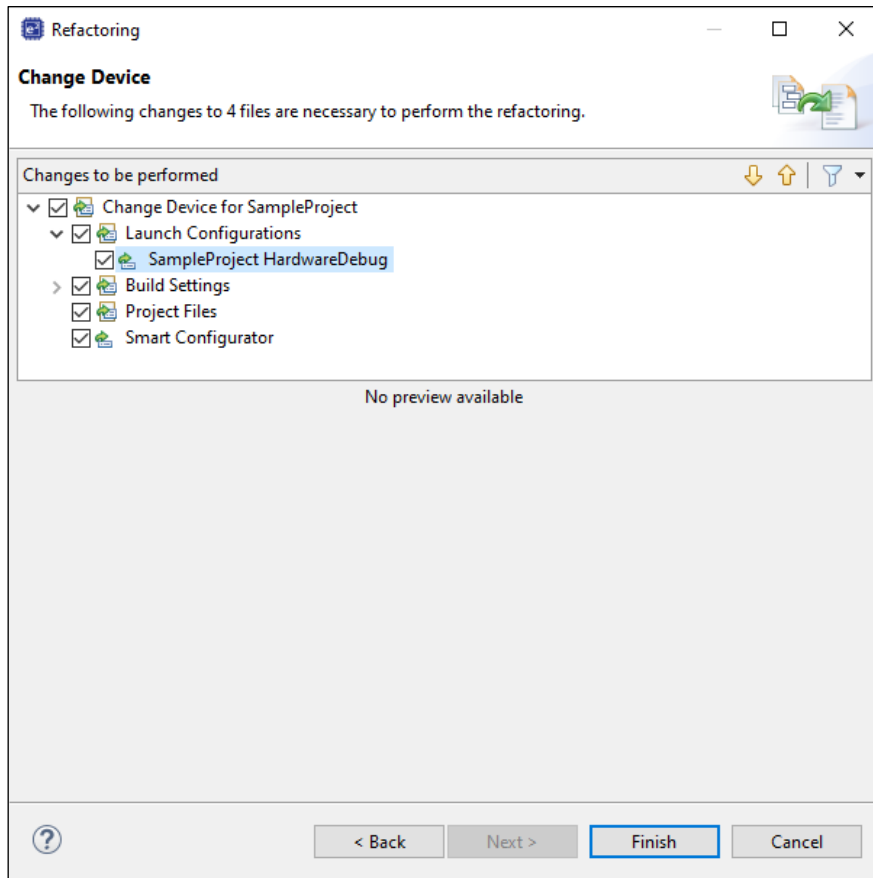 Refactoring
Change Device
The following changes to 4 files are necessary to perform the refactoring.
Changes to be performed
Change Device for SampleProject
Launch Configurations
SampleProject HardwareDebug
Build Settings
Project Files
Smart Configurator
No preview available
< Back Next > Finish Cancel